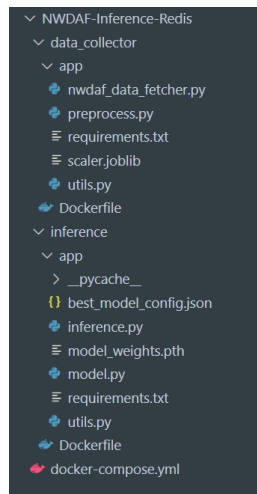 NWDAF-Inference-Redis
data_collector
app
nwdaf_data_fetcher.py
preprocess.py
requirements.txt
scaler.joblib
utils.py
Dockerfile
inference
app
__pycache__
{} best_model_config.json
inference.py
model_weights.pth
model.py
requirements.txt
utils.py
Dockerfile
docker-compose.yml